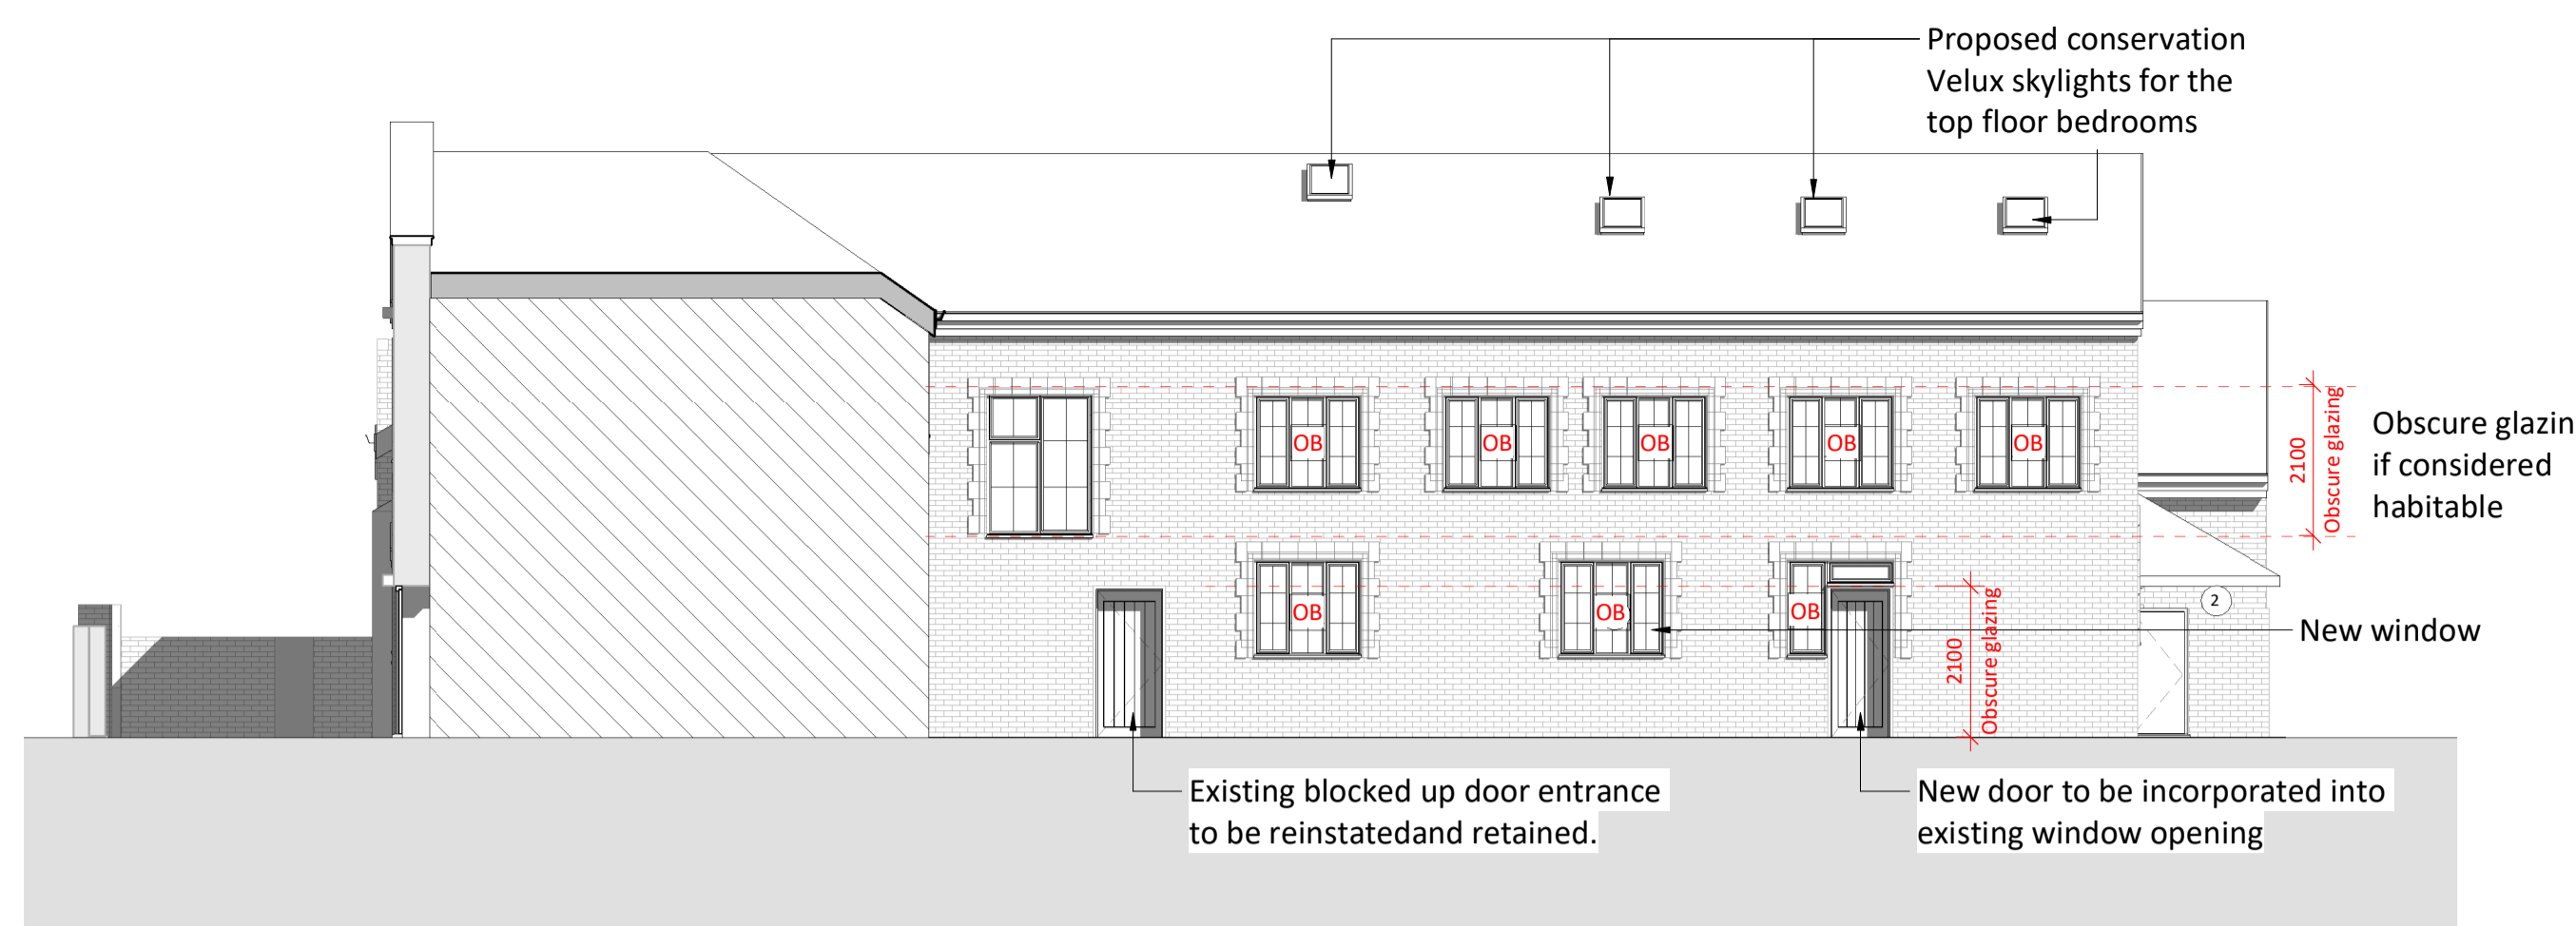 Proposed conservation
Velux skylights for the
top floor bedrooms
OB
OB
OB
OB
OB
2100
Obscure glazing
Obscure glazin
if considered
habitable
OB
OB
OB
2100
Obscure glazing
2
New window
Existing blocked up door entrance
to be reinstatedand retained.
New door to be incorporated into
existing window opening